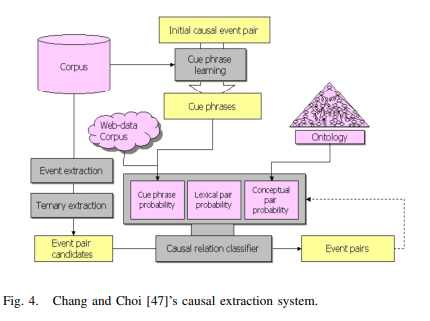 Initial causal event pair
Corpus
Cue phrase
learning
Cue phrases
Web-data
Corpus
Ontology
Event extraction
Ternary extraction
Cue phrase
probability
Lexical pair
probability
Conceptual
pair
probability
Event pair
candidates
Causal relation classifier
Event pairs
Fig. 4. Chang and Choi [47]'s causal extraction system.